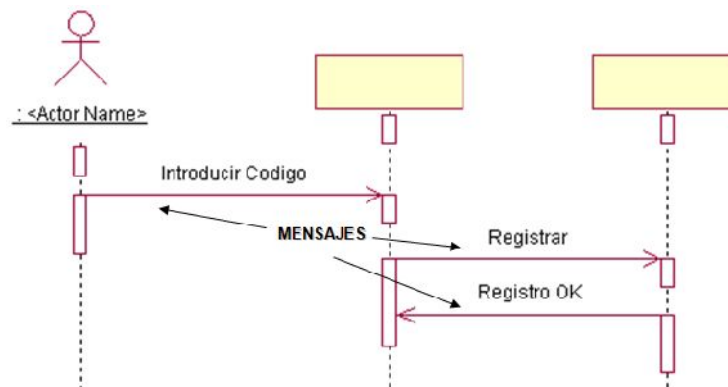 : <Actor Name>
Introducir Codigo
MENSAJES
Registrar
Registro OK